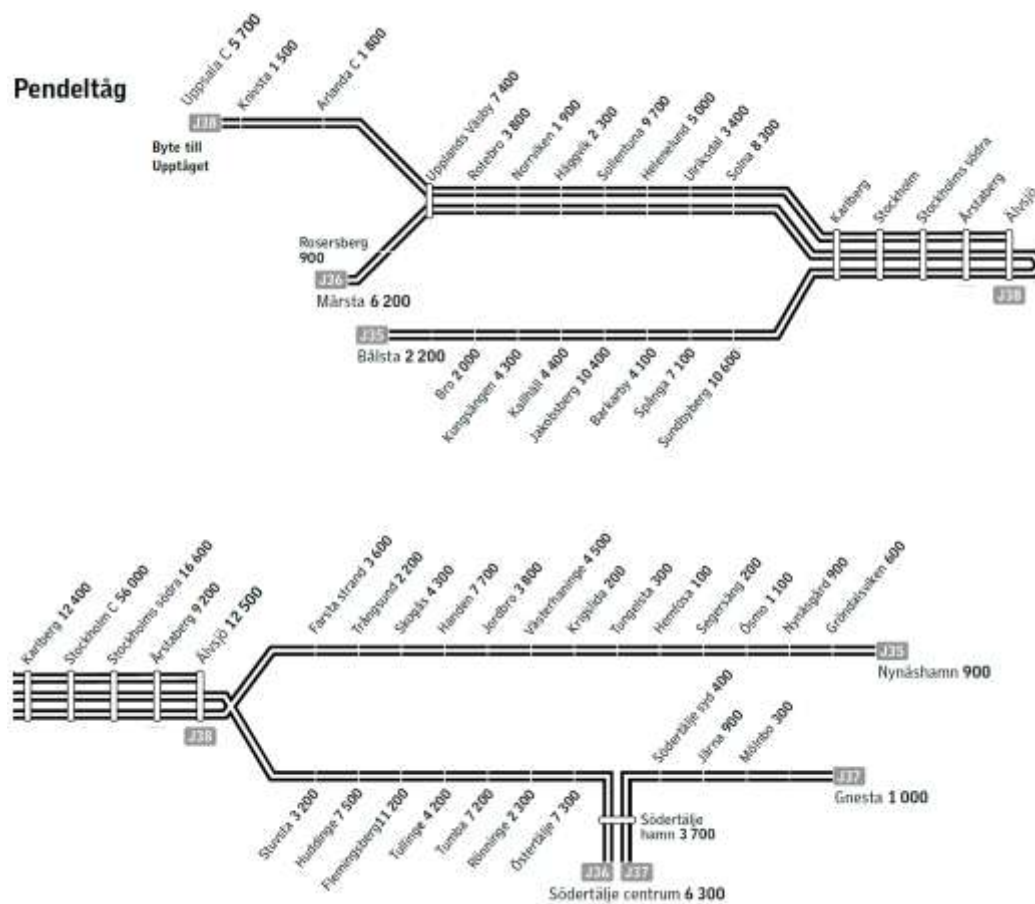 Pendeltåg
Uppsala C 5 700
Knivsta 1 500
Arlanda C 1 800
J38
Byte till
Upptåget
Upplands Väsby 7 400
Rotebro 3 800
Norrviken 1 900
Häggvik 2 300
Sollentuna 9 700
Helenelund 5 000
Ulriksdal 3 400
Solna 8 300
Karlberg
Stockholm
Stockholms södra
Årstaberg
Älvsjö
J38
Rosersberg
900
J36
Märsta 6 200
J35
Bålsta 2 200
Bro 2 000
Kungsängen 4 300
Kallhäll 4 400
Jakobsberg 10 400
Barkarby 4 100
Spånga 7 100
Sundbyberg 10 600
Karlberg 12 400
Stockholm C 56 000
Stockholms södra 16 600
Årstaberg 9 200
Älvsjö 12 500
J38
Farsta strand 3 600
Trångsund 2 200
Skogås 4 300
Handen 7 700
Jordbro 3 800
Västerhaninge 4 500
Krigslida 200
Tungelsta 300
Hemfosa 100
Segersäng 200
Ösmo 1 100
Nynäsgård 900
Gröndalsviken 600
J35
Nynäshamn 900
Stuvsta 3 200
Huddinge 7 500
Flemingsberg 11 200
Tullinge 4 200
Tumba 7 200
Rönninge 2 300
Östertälje 7 300
Södertälje syd 400
Järna 900
Mölnbo 300
J37
Gnesta 1 000
Södertälje
hamn 3 700
J36
J37
Södertälje centrum 6 300